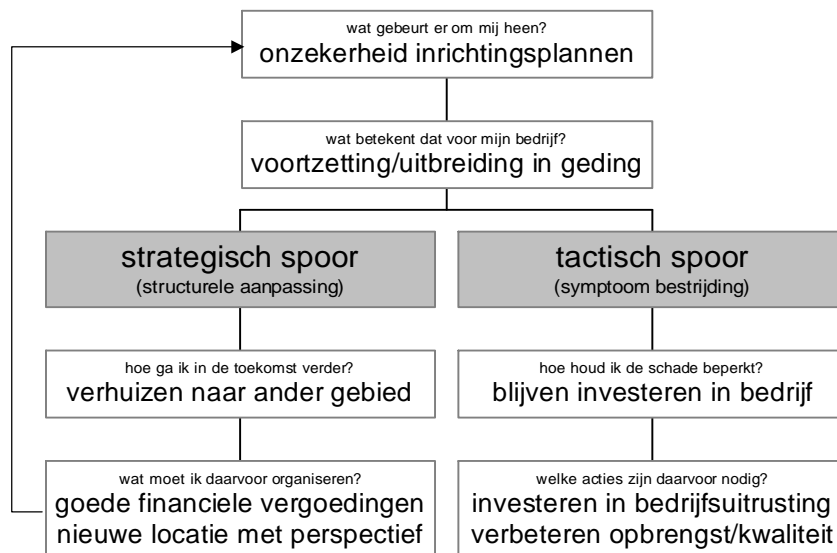 wat gebeurt er om mij heen?
onzekerheid inrichtingsplannen
wat betekent dat voor mijn bedrijf?
voortzetting/uitbreiding in geding
strategisch spoor
(structurele aanpassing)
tactisch spoor
(symptoom bestrijding)
hoe ga ik in de toekomst verder?
verhuizen naar ander gebied
hoe houd ik de schade beperkt?
blijven investeren in bedrijf
wat moet ik daarvoor organiseren?
goede financiele vergoedingen
nieuwe locatie met perspectief
welke acties zijn daarvoor nodig?
investeren in bedrijfsuitrusting
verbeteren opbrengst/kwaliteit